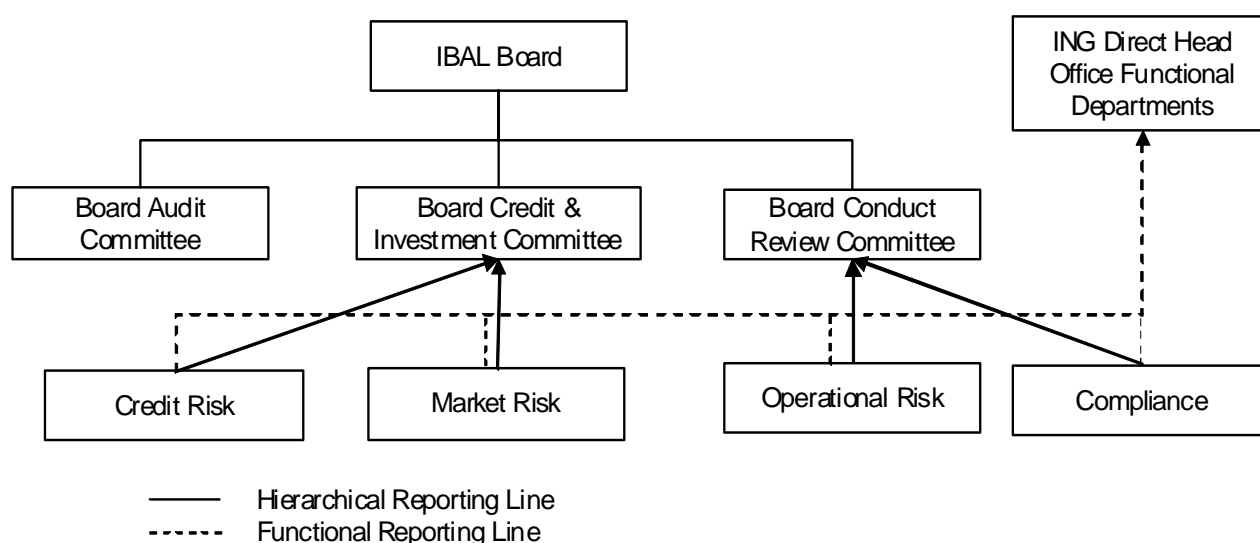 IBAL Board
ING Direct Head
Office Functional
Departments
Board Audit
Committee
Board Credit &
Investment Committee
Board Conduct
Review Committee
Credit Risk
Market Risk
Operational Risk
Compliance
Hierarchical Reporting Line
Functional Reporting Line